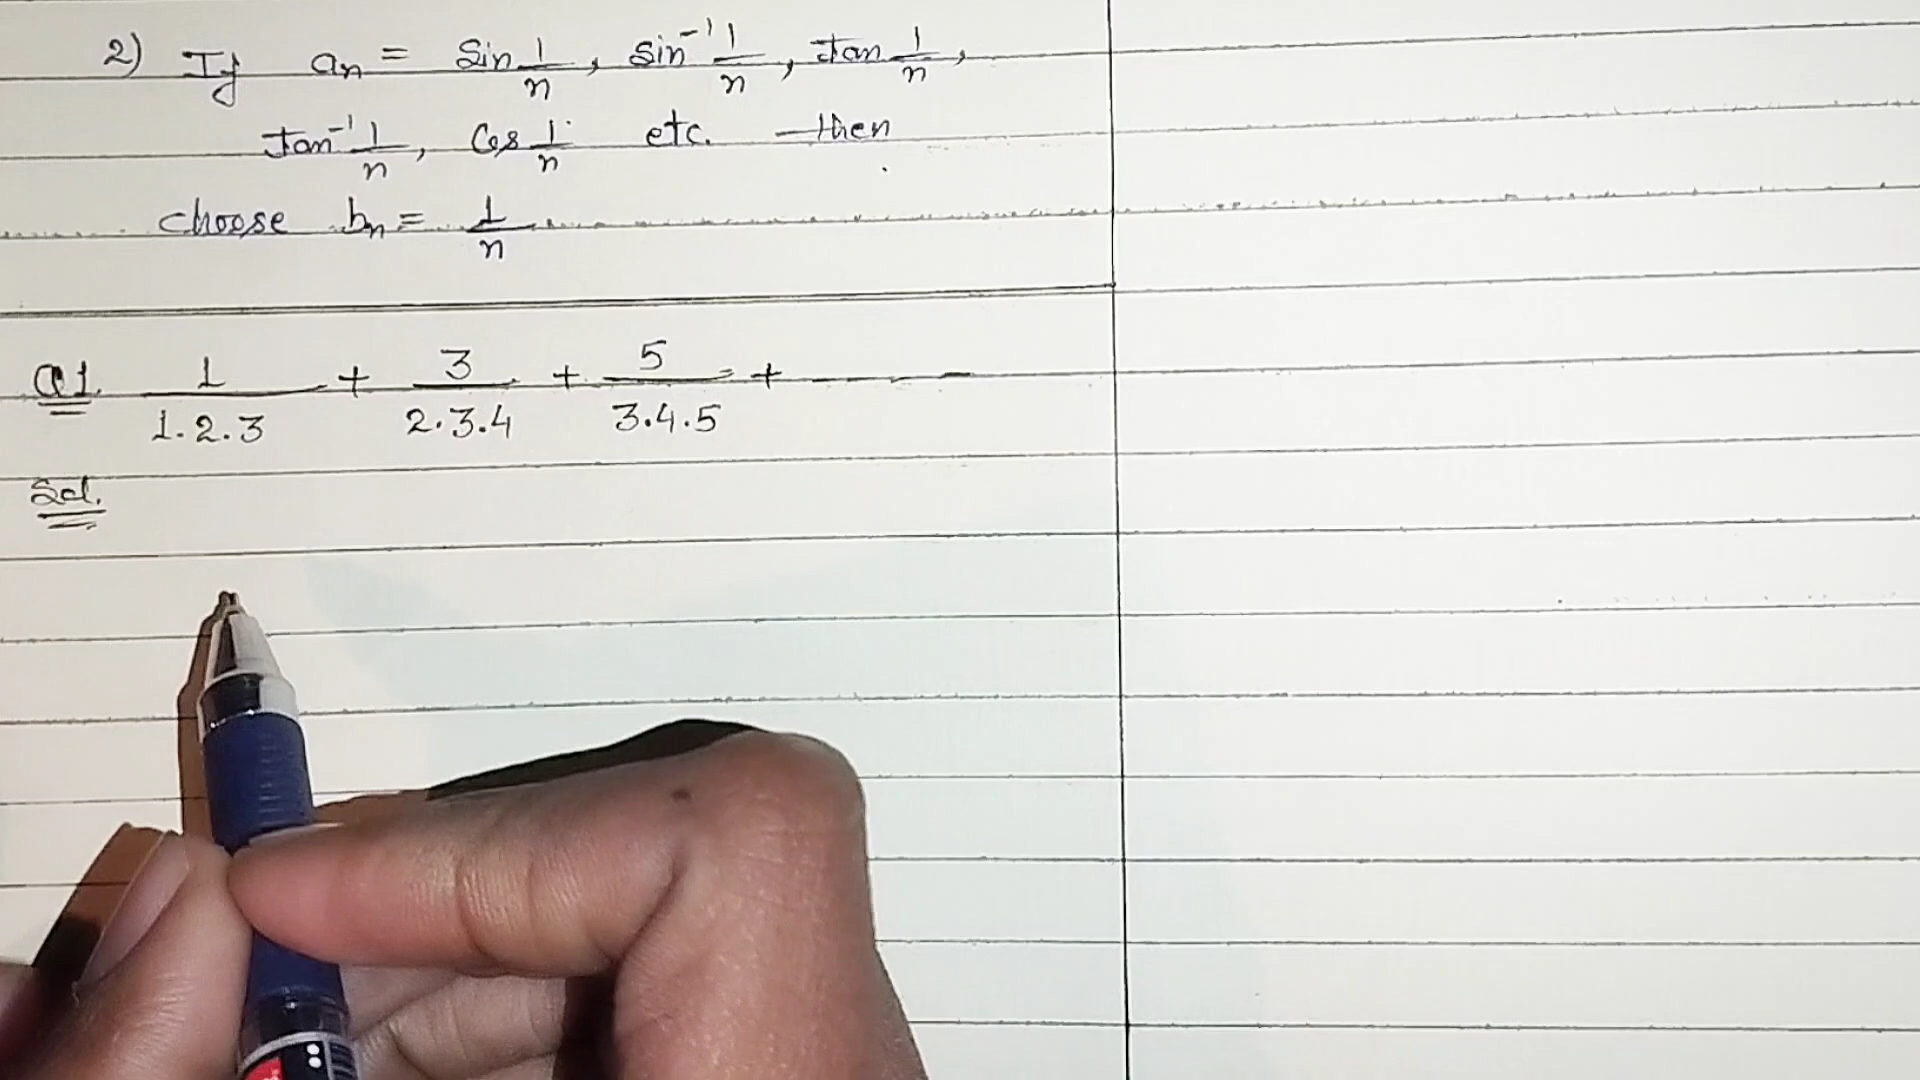 2) If an = Sin 1/n, Sin⁻¹ 1/n, Tan 1/n,
Tan⁻¹ 1/n, Cos 1/n etc. then
choose bn = 1/n
Q1 1/1.2.3 + 3/2.3.4 + 5/3.4.5 + ———
Sol.